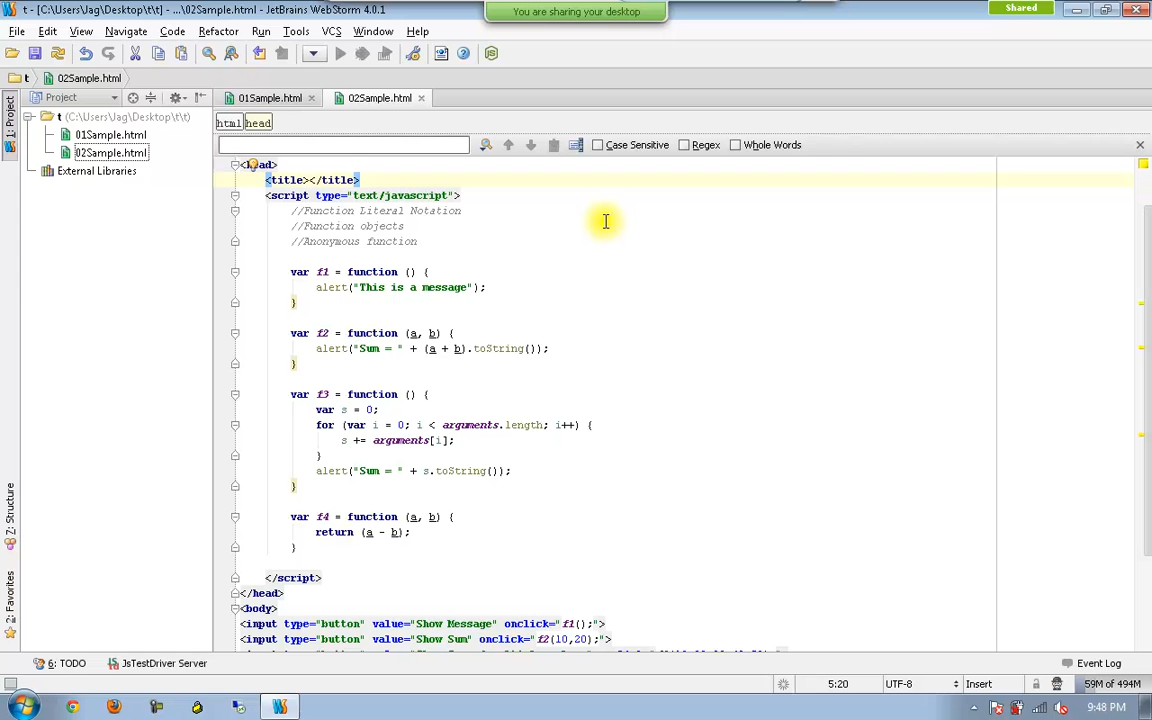 t - [C:\Users\Jag\Desktop\t\t] - ...\02Sample.html - JetBrains WebStorm 4.0.1
You are sharing your desktop
Shared
File Edit View Navigate Code Refactor Run Tools VCS Window Help
t 02Sample.html
Project 01Sample.html 02Sample.html
1: Project
t (C:\Users\Jag\Desktop\t\t)
01Sample.html
02Sample.html
External Libraries
7: Structure
2: Favorites
html head
Case Sensitive Regex Whole Words
<head>
<title></title>
<script type="text/javascript">
//Function Literal Notation
//Function objects
//Anonymous function
var f1 = function () {
alert("This is a message");
}
var f2 = function (a, b) {
alert("Sum = " + (a + b).toString());
}
var f3 = function () {
var s = 0;
for (var i = 0; i < arguments.length; i++) {
s += arguments[i];
}
alert("Sum = " + s.toString());
}
var f4 = function (a, b) {
return (a - b);
}
</script>
</head>
<body>
<input type="button" value="Show Message" onclick="f1();">
<input type="button" value="Show Sum" onclick="f2(10,20);">
6: TODO JsTestDriver Server Event Log
5:20 UTF-8 Insert 59M of 494M
9:48 PM